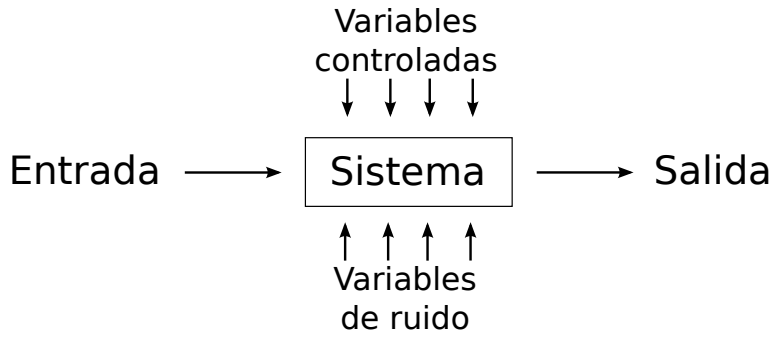 Variables
controladas
Entrada
Sistema
Salida
Variables
de ruido